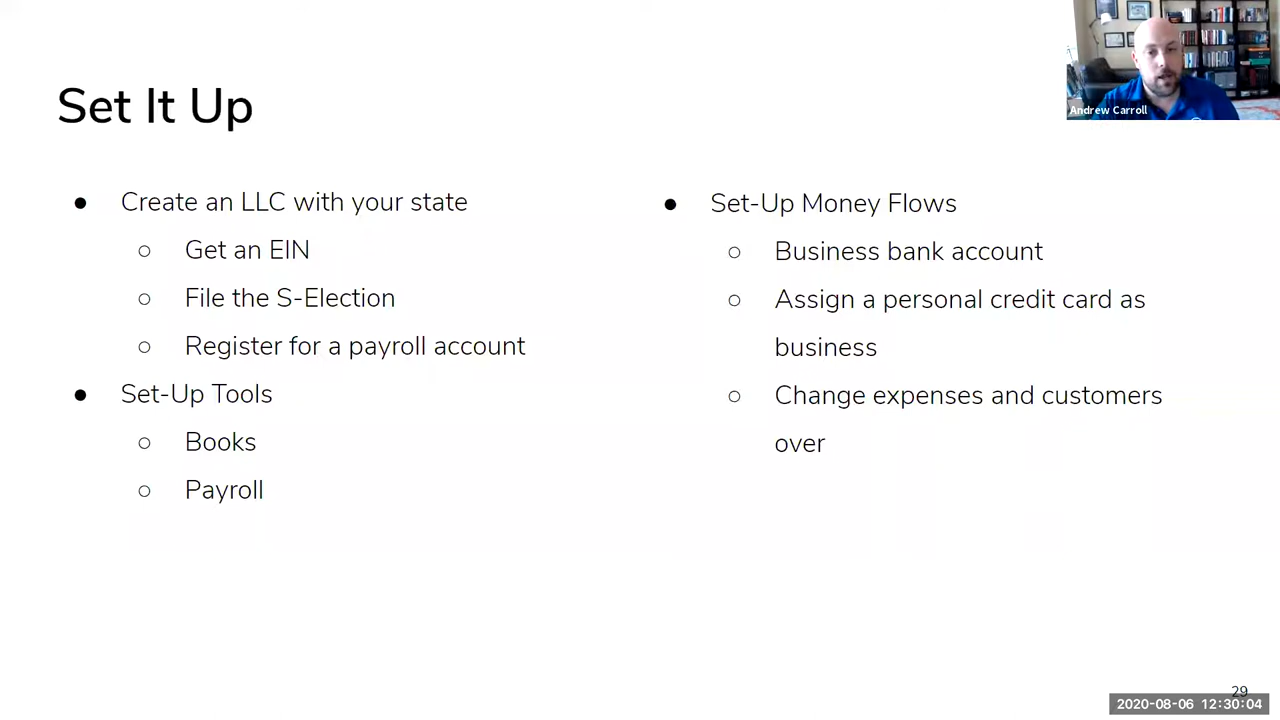 Andrew Carroll
Set It Up
● Create an LLC with your state
○ Get an EIN
○ File the S-Election
○ Register for a payroll account
● Set-Up Tools
○ Books
○ Payroll
● Set-Up Money Flows
○ Business bank account
○ Assign a personal credit card as
business
○ Change expenses and customers
over
29
2020-08-06 12:30:04